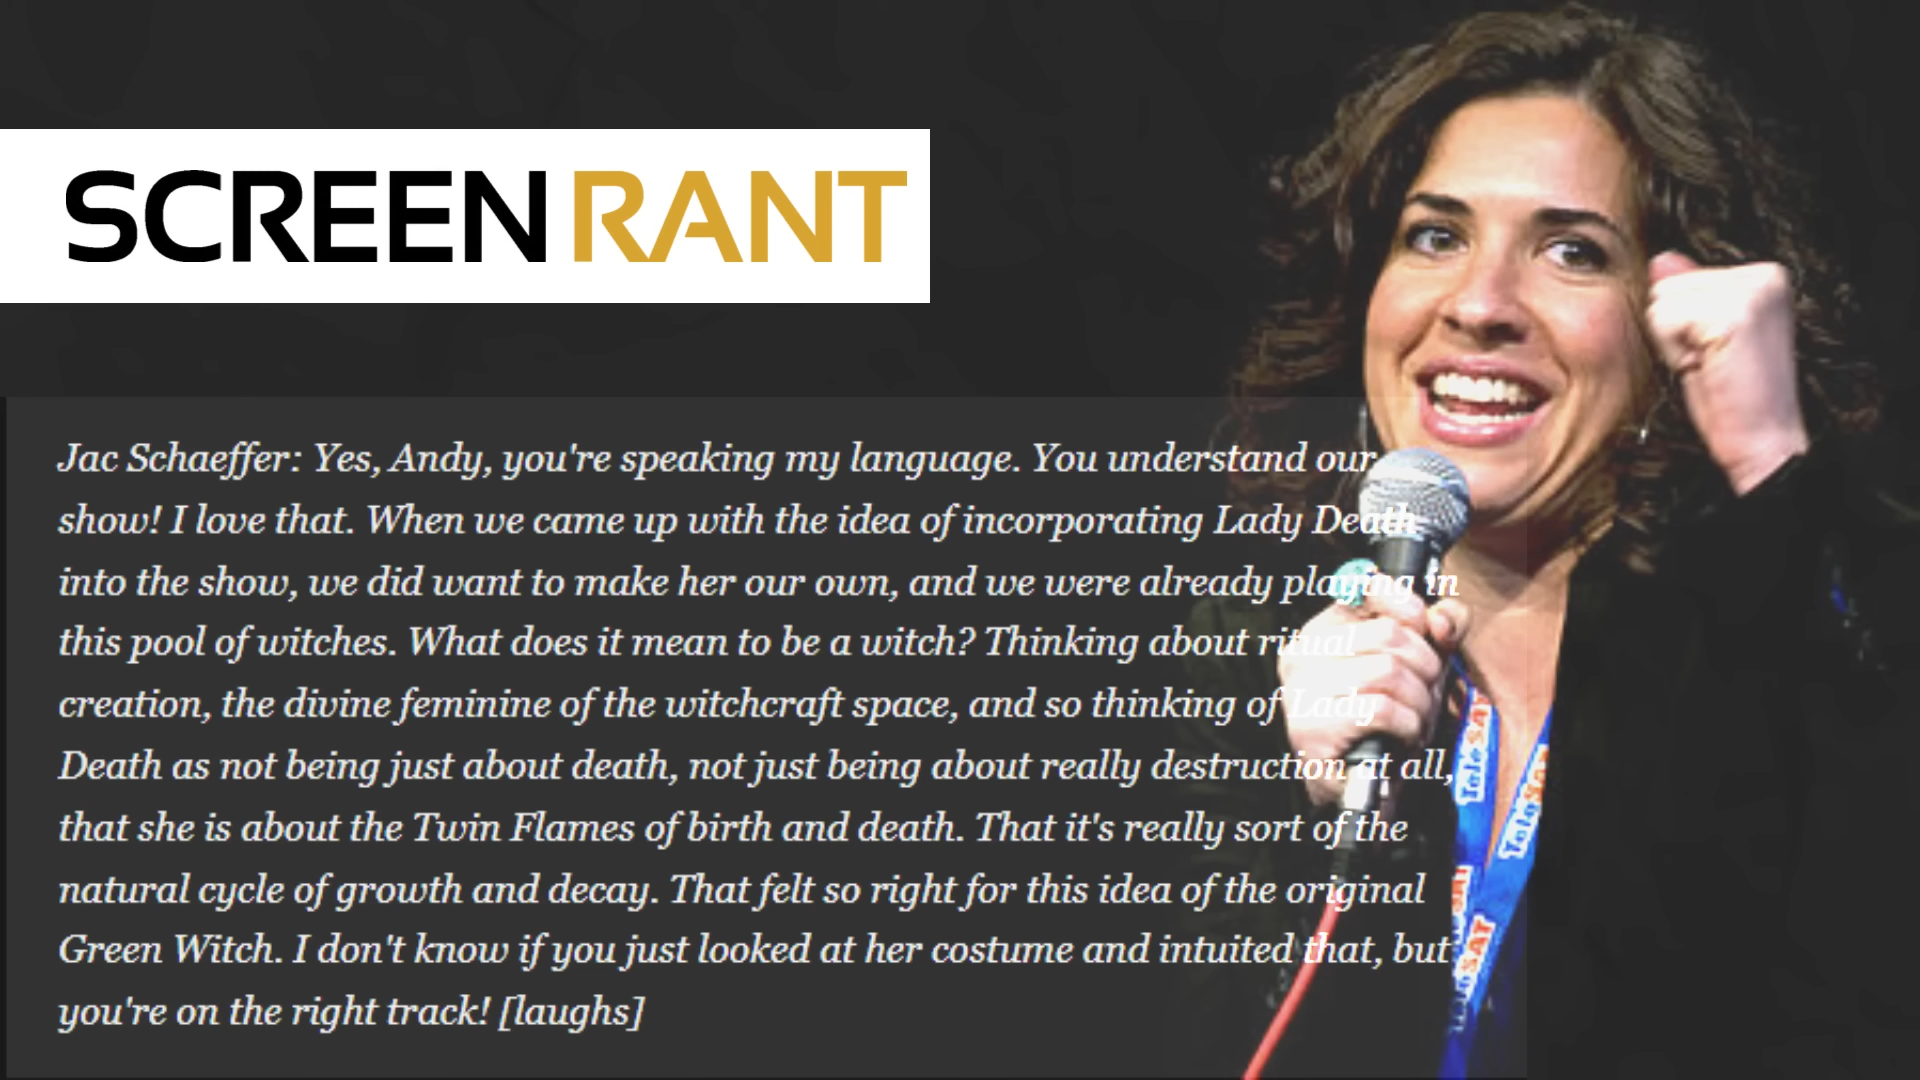 SCREEN RANT
Jac Schaeffer: Yes, Andy, you're speaking my language. You understand our
show! I love that. When we came up with the idea of incorporating Lady Death
into the show, we did want to make her our own, and we were already playing in
this pool of witches. What does it mean to be a witch? Thinking about ritual
creation, the divine feminine of the witchcraft space, and so thinking of Lady
Death as not being just about death, not just being about really destruction at all,
that she is about the Twin Flames of birth and death. That it's really sort of the
natural cycle of growth and decay. That felt so right for this idea of the original
Green Witch. I don't know if you just looked at her costume and intuited that, but
you're on the right track! [laughs]
TeleSAT
TeleSAT
SAT
TeleSAT